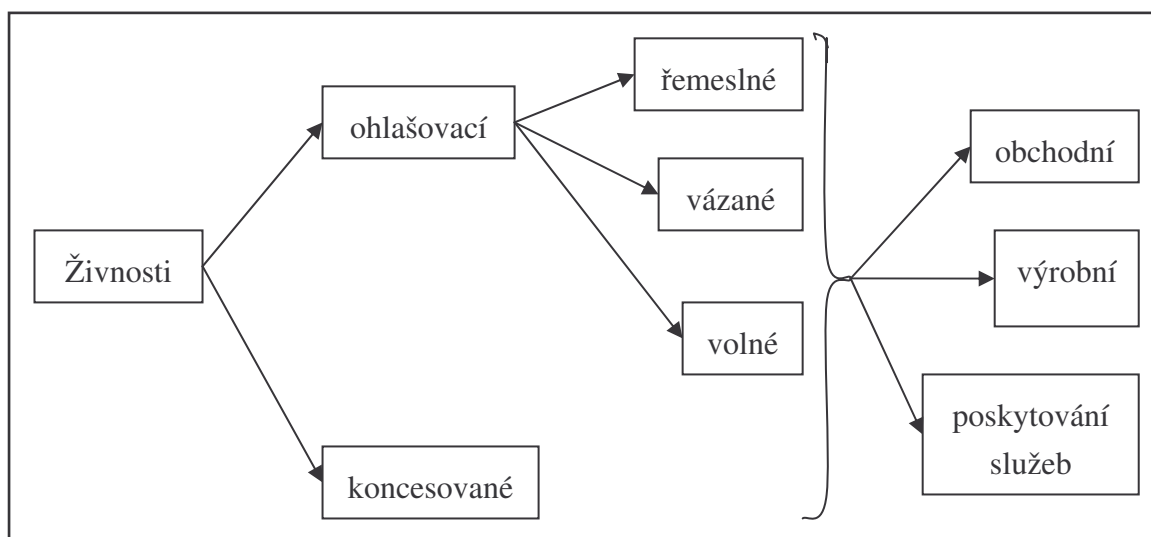 Živnosti
ohlašovací
koncesované
řemeslné
vázané
volné
obchodní
výrobní
poskytování
služeb